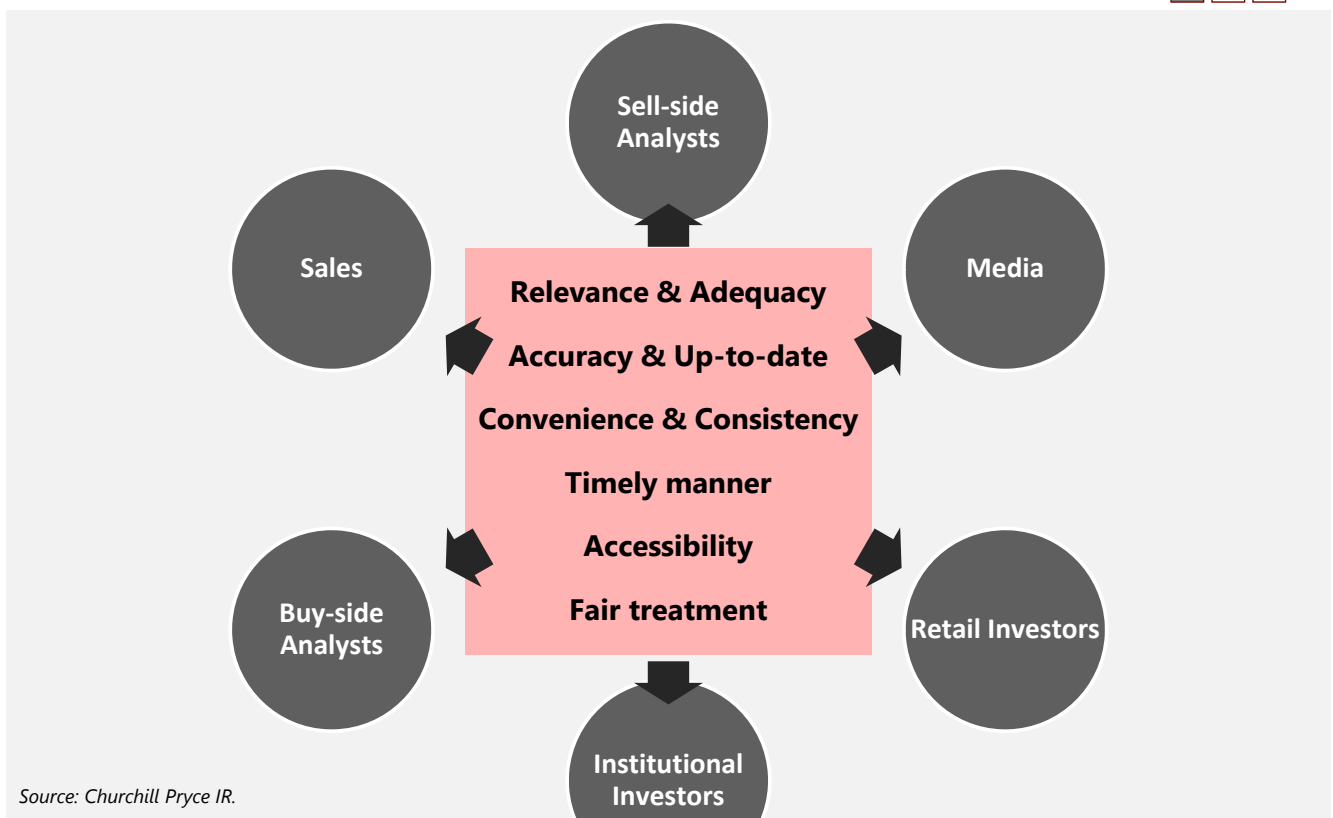 Sell-side
Analysts
Sales
Media
Relevance & Adequacy
Accuracy & Up-to-date
Convenience & Consistency
Timely manner
Accessibility
Fair treatment
Buy-side
Analysts
Retail Investors
Institutional
Investors
Source: Churchill Pryce IR.